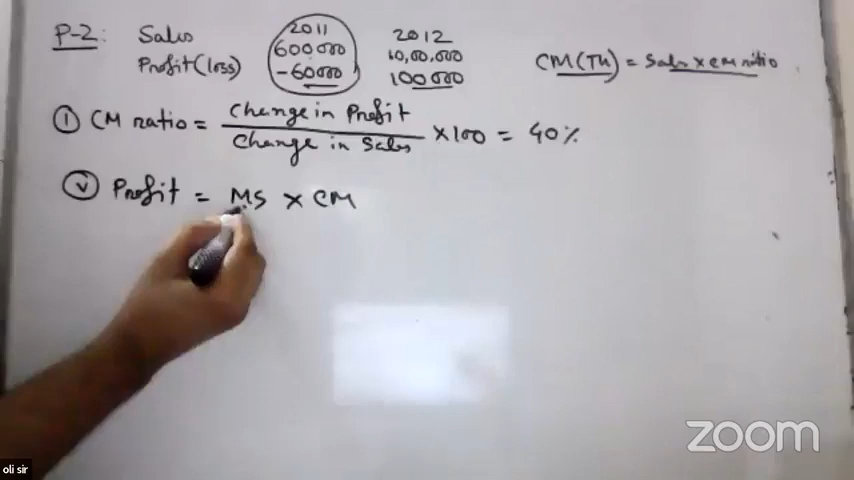 P-2: Sales 2011 2012
600000 10,00,000
Profit (loss) -60000 100000
CM(Tk) = Sales x CM ratio
① CM ratio = Change in Profit / Change in Sales x 100 = 40%
Ⓥ Profit = MS x CM
zoom
oli sir